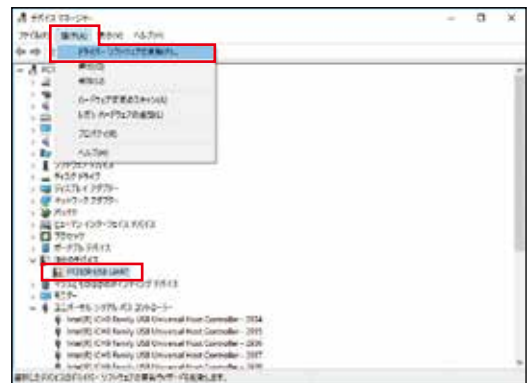 デバイス マネージャー
ファイル(F) 操作(A) 表示(V) ヘルプ(H)
ドライバー ソフトウェアの更新(P)...
無効(D)
削除(U)
ハードウェア変更のスキャン(A)
レガシ ハードウェアの追加(L)
プロパティ(R)
ヘルプ(H)
ソフトウェア デバイス
ディスク ドライブ
ディスプレイ アダプター
ネットワーク アダプター
バッテリ
ヒューマン インターフェイス デバイス
プロセッサ
ポータブル デバイス
ほかのデバイス
FT232R USB UART
マウスとそのほかのポインティング デバイス
モニター
ユニバーサル シリアル バス コントローラー
Intel(R) ICH9 Family USB Universal Host Controller - 2934
Intel(R) ICH9 Family USB Universal Host Controller - 2935
Intel(R) ICH9 Family USB Universal Host Controller - 2936
Intel(R) ICH9 Family USB Universal Host Controller - 2937
選択したデバイスのドライバー ソフトウェアの更新ウィザードを起動します。